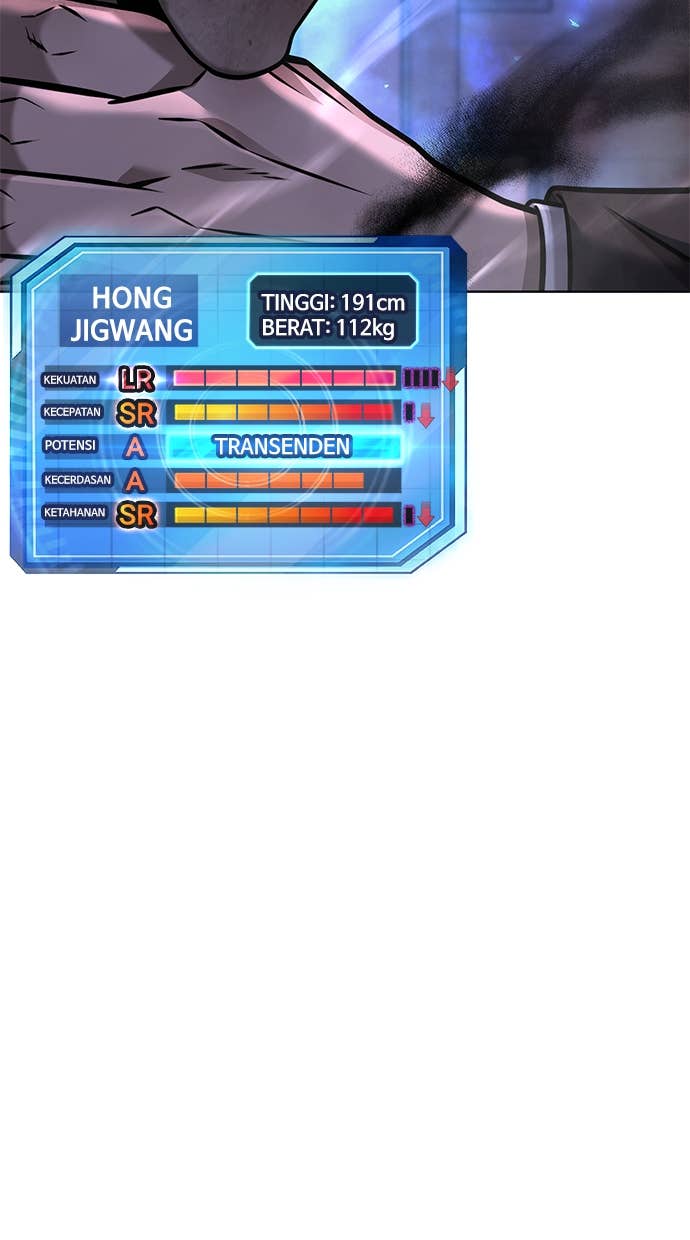 HONG
JIGWANG
TINGGI: 191cm
BERAT: 112kg
KEKUATAN LR
KECEPATAN SR
POTENSI A TRANSENDEN
KECERDASAN A
KETAHANAN SR